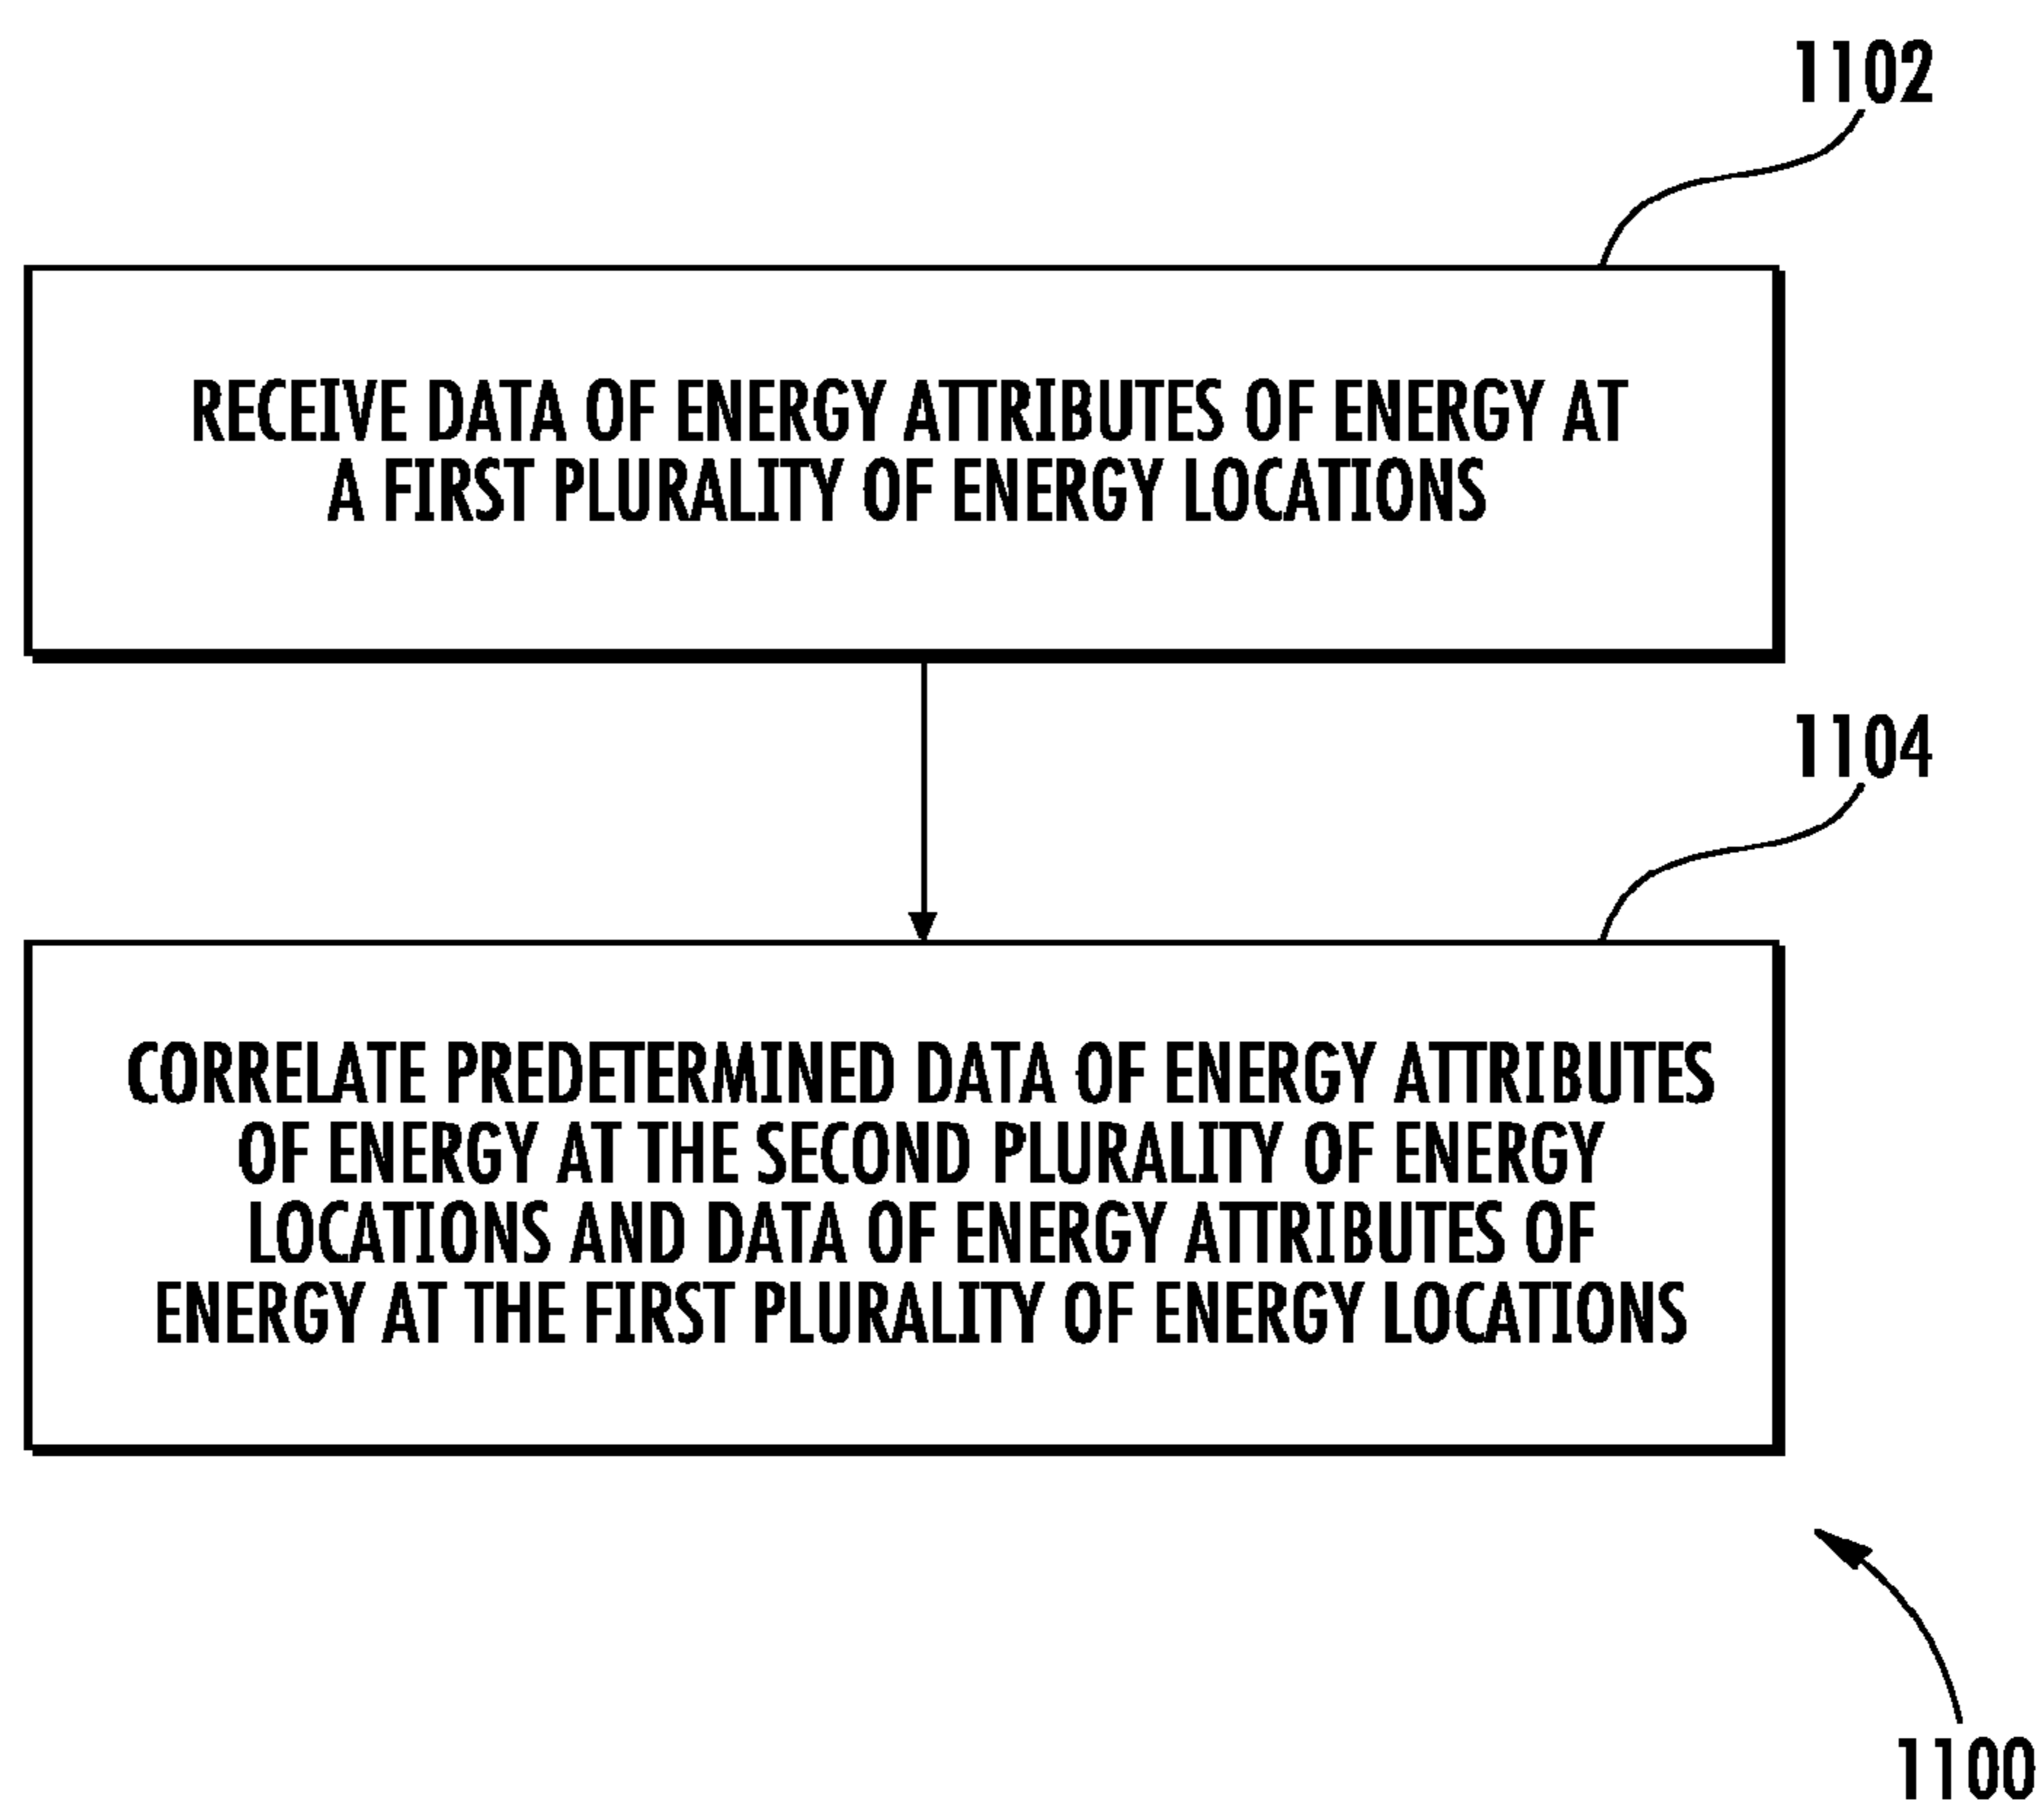 1102
RECEIVE DATA OF ENERGY ATTRIBUTES OF ENERGY AT
A FIRST PLURALITY OF ENERGY LOCATIONS
1104
CORRELATE PREDETERMINED DATA OF ENERGY ATTRIBUTES
OF ENERGY AT THE SECOND PLURALITY OF ENERGY
LOCATIONS AND DATA OF ENERGY ATTRIBUTES OF
ENERGY AT THE FIRST PLURALITY OF ENERGY LOCATIONS
1100